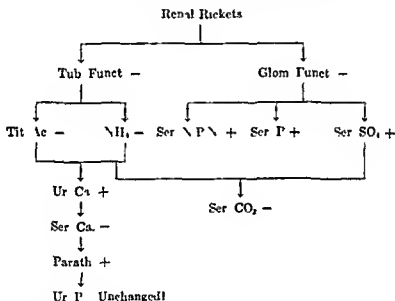 Renal Rickets
Tub Funct − Glom Funct −
Tit Ac − NH₃ − Ser N P N + Ser P + Ser SO₄ +
Ur Ca + Ser CO₂ −
Ser Ca −
Parath +
Ur P Unchanged!